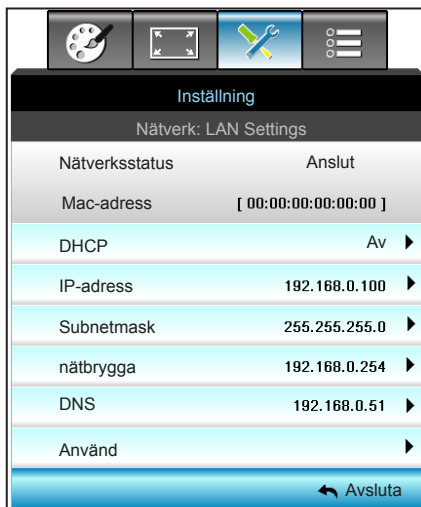 Inställning
Nätverk: LAN Settings
Nätverksstatus Anslut
Mac-adress [ 00:00:00:00:00:00 ]
DHCP Av
IP-adress 192.168.0.100
Subnetmask 255.255.255.0
nätbrygga 192.168.0.254
DNS 192.168.0.51
Använd
Avsluta